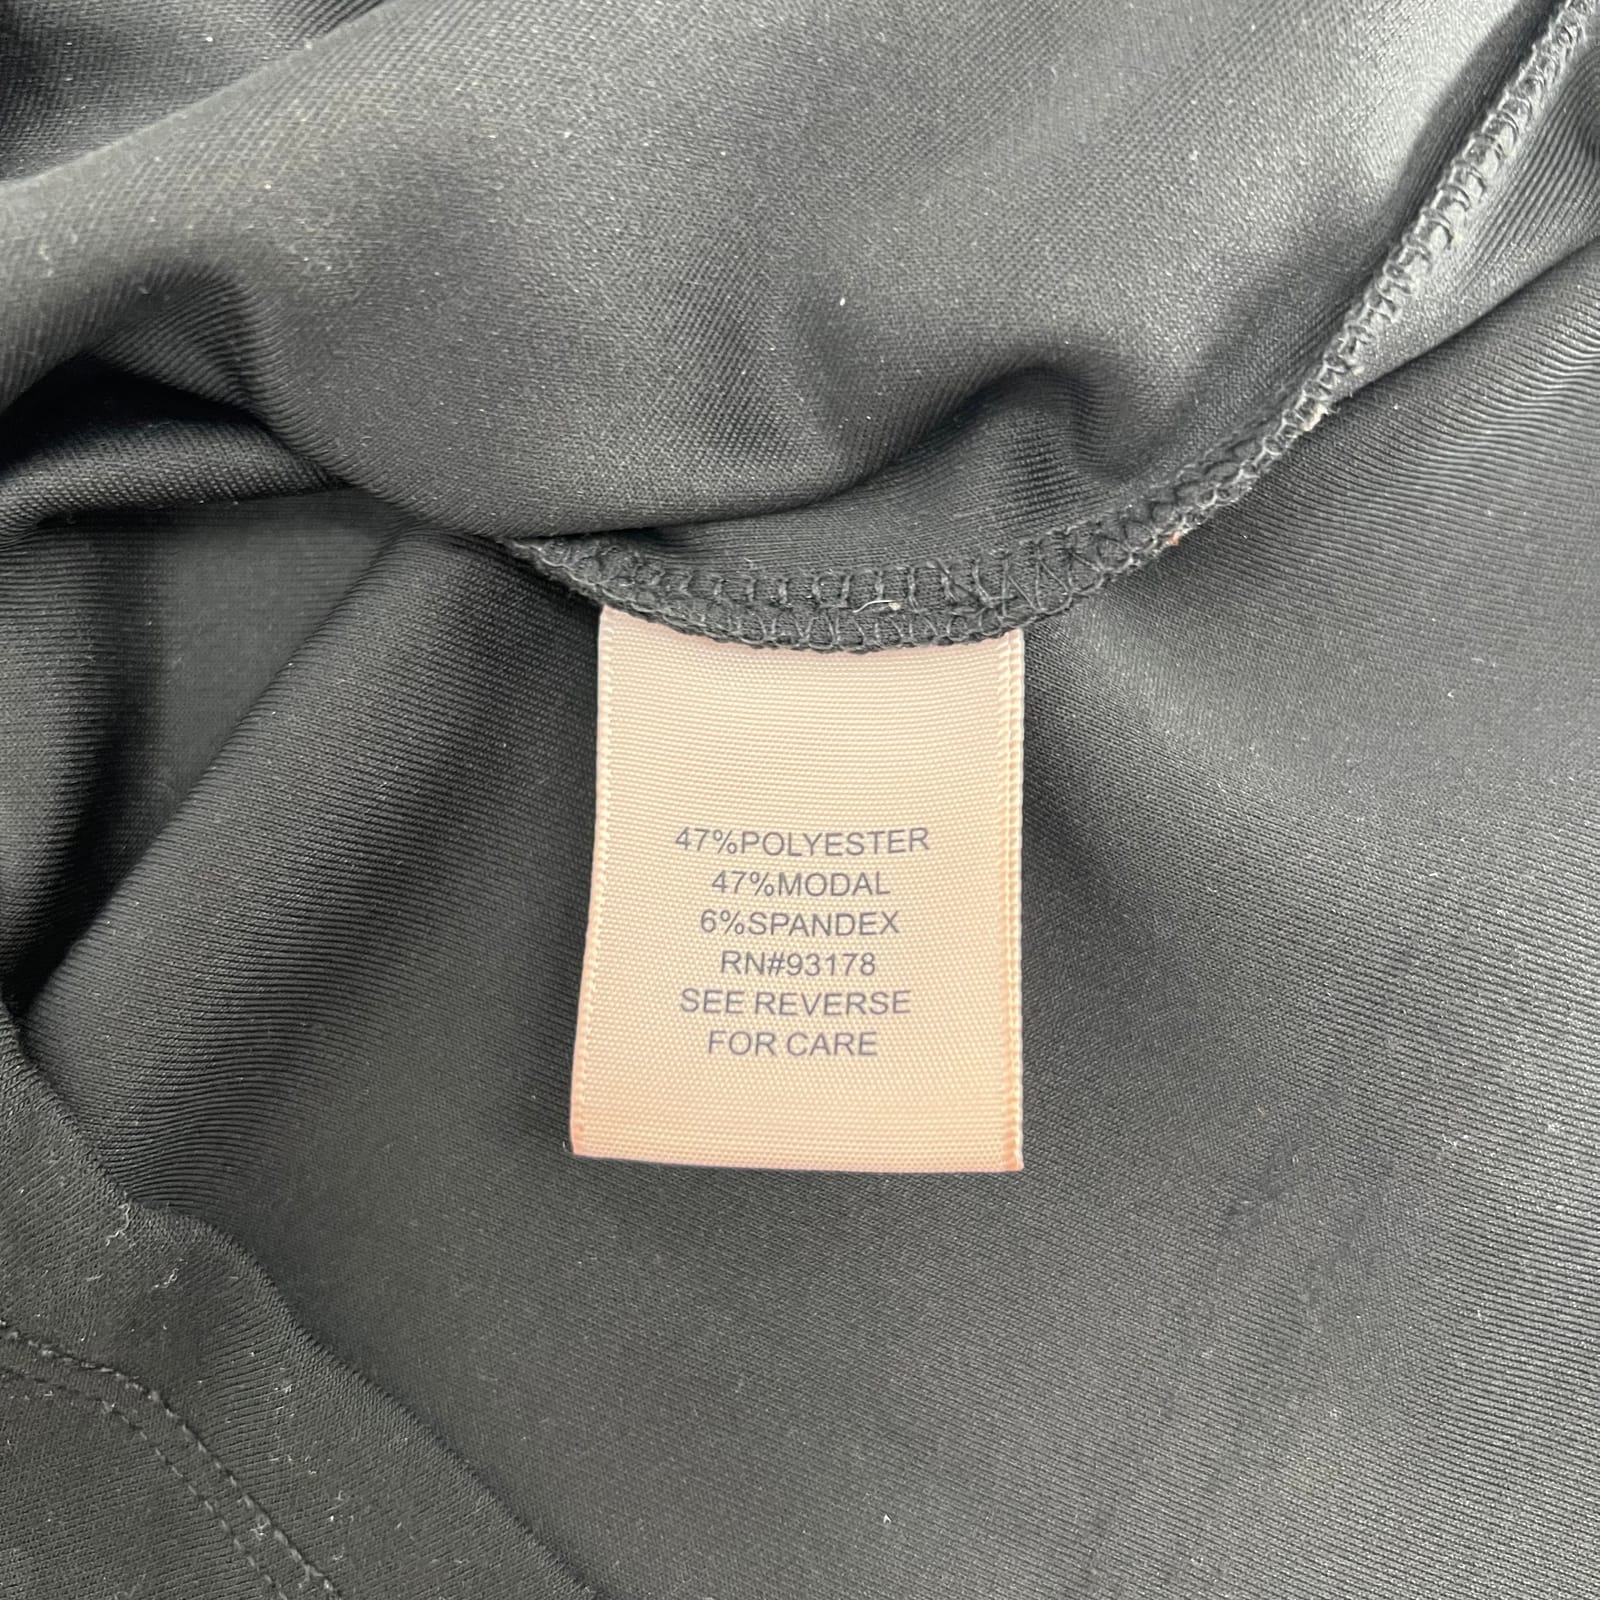 47%POLYESTER
47%MODAL
6%SPANDEX
RN#93178
SEE REVERSE
FOR CARE